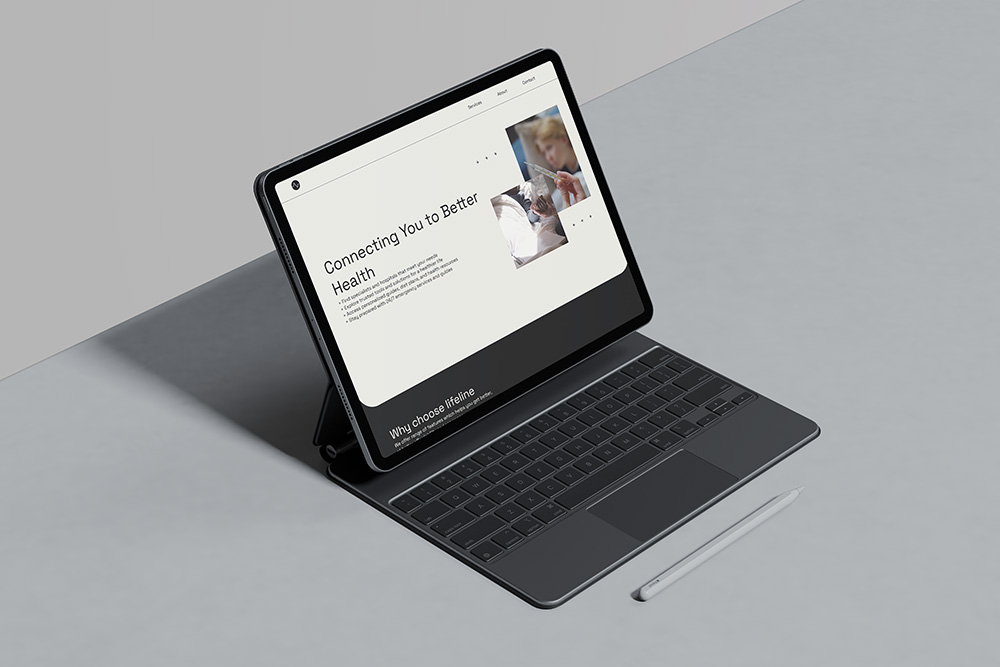 Services
About
Contact
Connecting You to Better
Health
• Find specialists and hospitals that meet your needs
• Explore trusted tools and solutions for a healthier life
• Access personalized guides, diet plans, and health resources
• Stay prepared with 24/7 emergency services and guides
Why choose lifeline
We offer range of features which helps you get better,